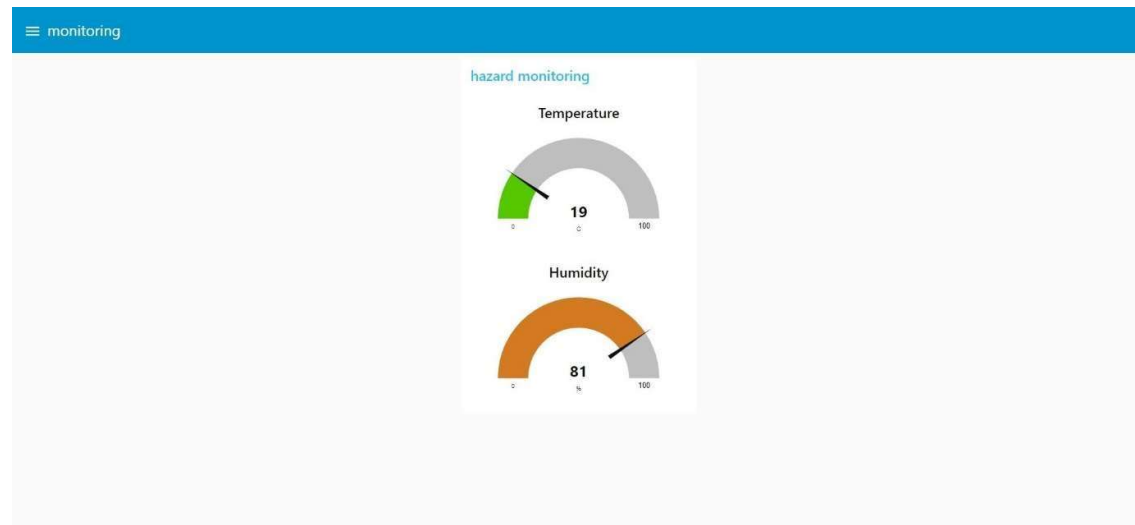 monitoring
hazard monitoring
Temperature
19
0
C
100
Humidity
81
0
%
100